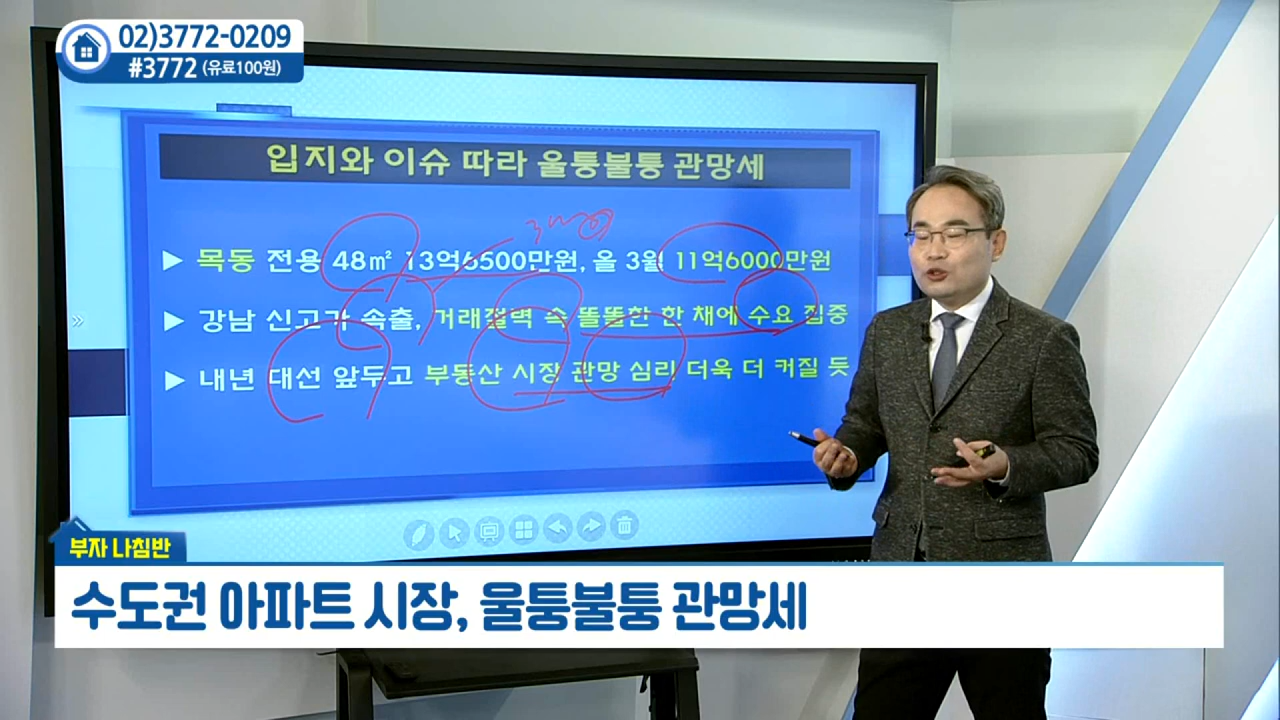 02)3772-0209
#3772 (유료100원)
입지와 이슈 따라 울퉁불퉁 관망세
▶ 목동 전용 48㎡ 13억6500만원, 올 3월 11억6000만원
▶ 강남 신고가 속출, 거래절벽 속 똘똘한 한 채에 수요 집중
▶ 내년 대선 앞두고 부동산 시장 관망 심리 더욱 더 커질 듯
부자 나침반
수도권 아파트 시장, 울퉁불퉁 관망세